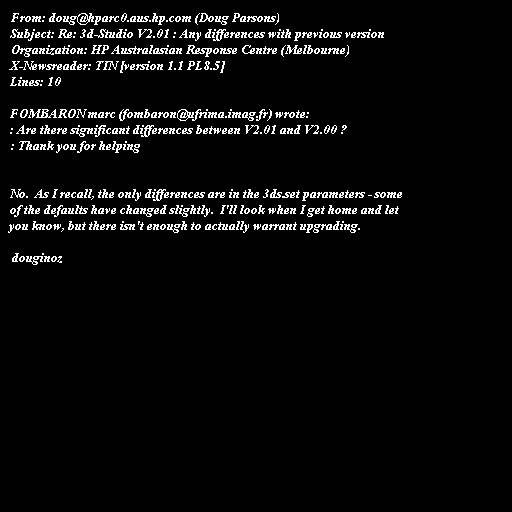 From: doug@hparc0.aus.hp.com (Doug Parsons)
Subject: Re: 3d-Studio V2.01 : Any differences with previous version
Organization: HP Australasian Response Centre (Melbourne)
X-Newsreader: TIN [version 1.1 PL8.5]
Lines: 10

FOMBARON marc (fombaron@ufrima.imag.fr) wrote:
: Are there significant differences between V2.01 and V2.00 ?
: Thank you for helping

No.  As I recall, the only differences are in the 3ds.set parameters - some
of the defaults have changed slightly.  I'll look when I get home and let
you know, but there isn't enough to actually warrant upgrading.

douginoz